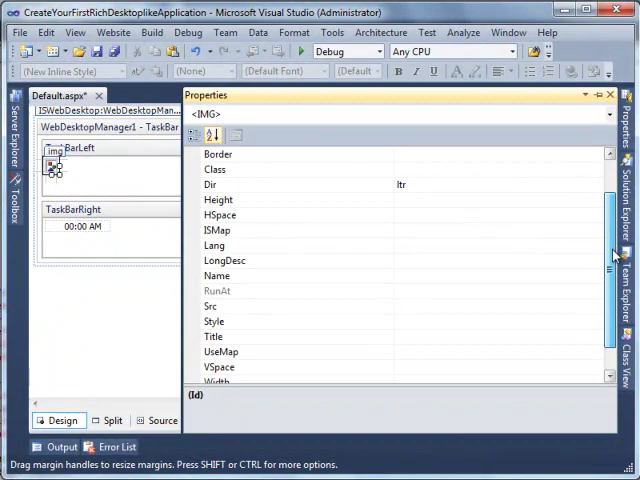 CreateYourFirstRichDesktoplikeApplication - Microsoft Visual Studio (Administrator)
File Edit View Website Build Debug Team Data Format Tools Architecture Test Analyze Window Help
Debug Any CPU
(New Inline Style) (None) (Default Font) (Default B I U A
Default.aspx*
Properties
ISWebDesktop:WebDesktopMan...
<IMG>
WebDesktopManager1 - TaskBar
TaskBarLeft
img
TaskBarRight
00:00 AM
Border
Class
Dir ltr
Height
HSpace
ISMap
Lang
LongDesc
Name
RunAt
Src
Style
Title
UseMap
VSpace
Width
(Id)
Server Explorer
Toolbox
Properties
Solution Explorer
Team Explorer
Class View
Design Split Source
Output Error List
Drag margin handles to resize margins. Press SHIFT or CTRL for more options.